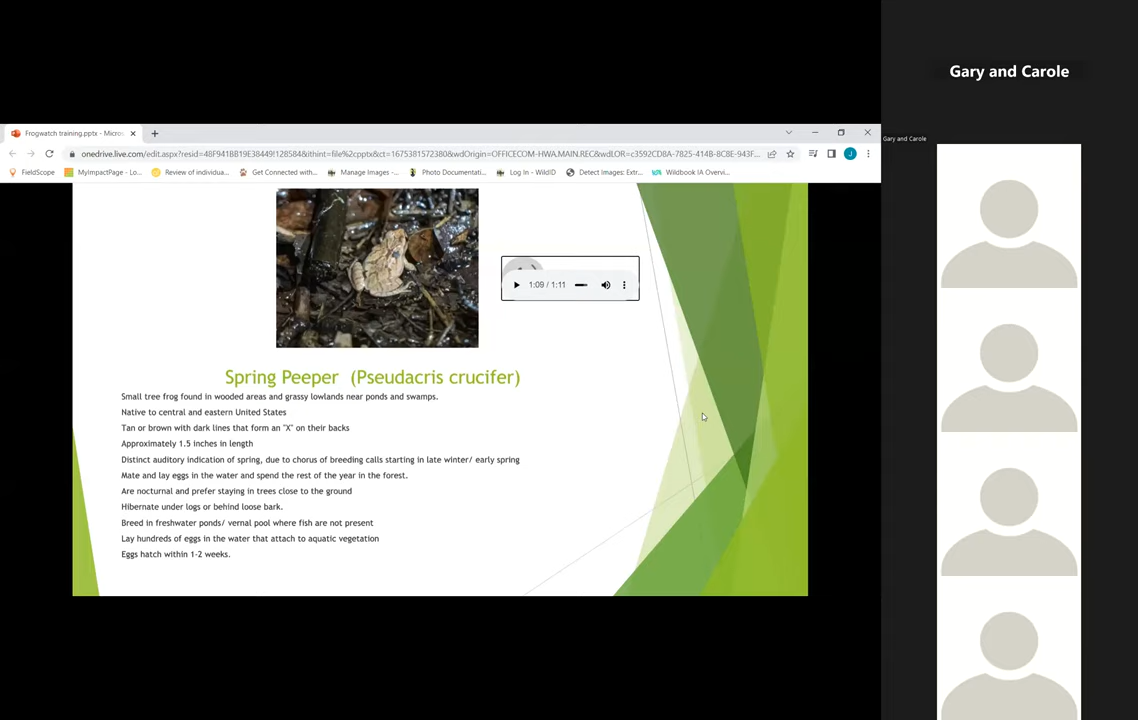 Gary and Carole
Gary and Carole
Frogwatch training.pptx - Micros
onedrive.live.com/edit.aspx?resid=48F941BB19E38449!128584&ithint=file%2cpptx&ct=1675381572380&wdOrigin=OFFICECOM-HWA.MAIN.REC&wdLOR=c3592CD8A-7825-414B-8C8E-943F...
J
FieldScope MyImpactPage - Lo... Review of individua... Get Connected with... Manage Images -... Photo Documentati... Log In - WildID Detect Images: Extr... Wildbook IA Overvi...
1:09 / 1:11
Spring Peeper (Pseudacris crucifer)
Small tree frog found in wooded areas and grassy lowlands near ponds and swamps.
Native to central and eastern United States
Tan or brown with dark lines that form an "X" on their backs
Approximately 1.5 inches in length
Distinct auditory indication of spring, due to chorus of breeding calls starting in late winter/ early spring
Mate and lay eggs in the water and spend the rest of the year in the forest.
Are nocturnal and prefer staying in trees close to the ground
Hibernate under logs or behind loose bark.
Breed in freshwater ponds/ vernal pool where fish are not present
Lay hundreds of eggs in the water that attach to aquatic vegetation
Eggs hatch within 1-2 weeks.